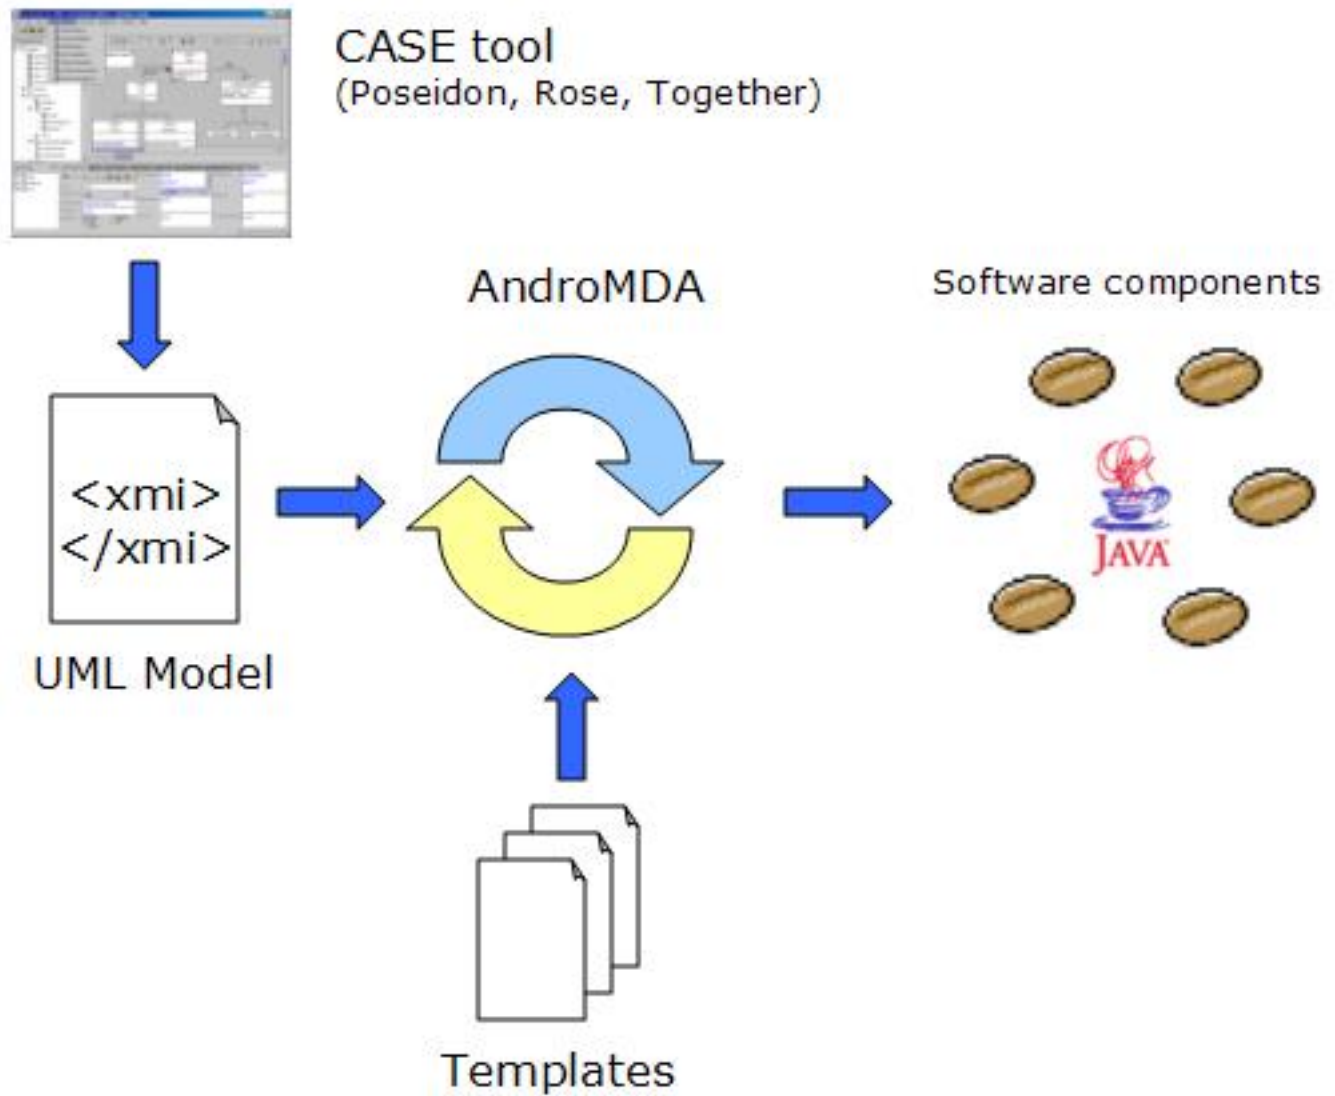 CASE tool
(Poseidon, Rose, Together)
AndroMDA
Software components
<xmi>
</xmi>
JAVA
UML Model
Templates